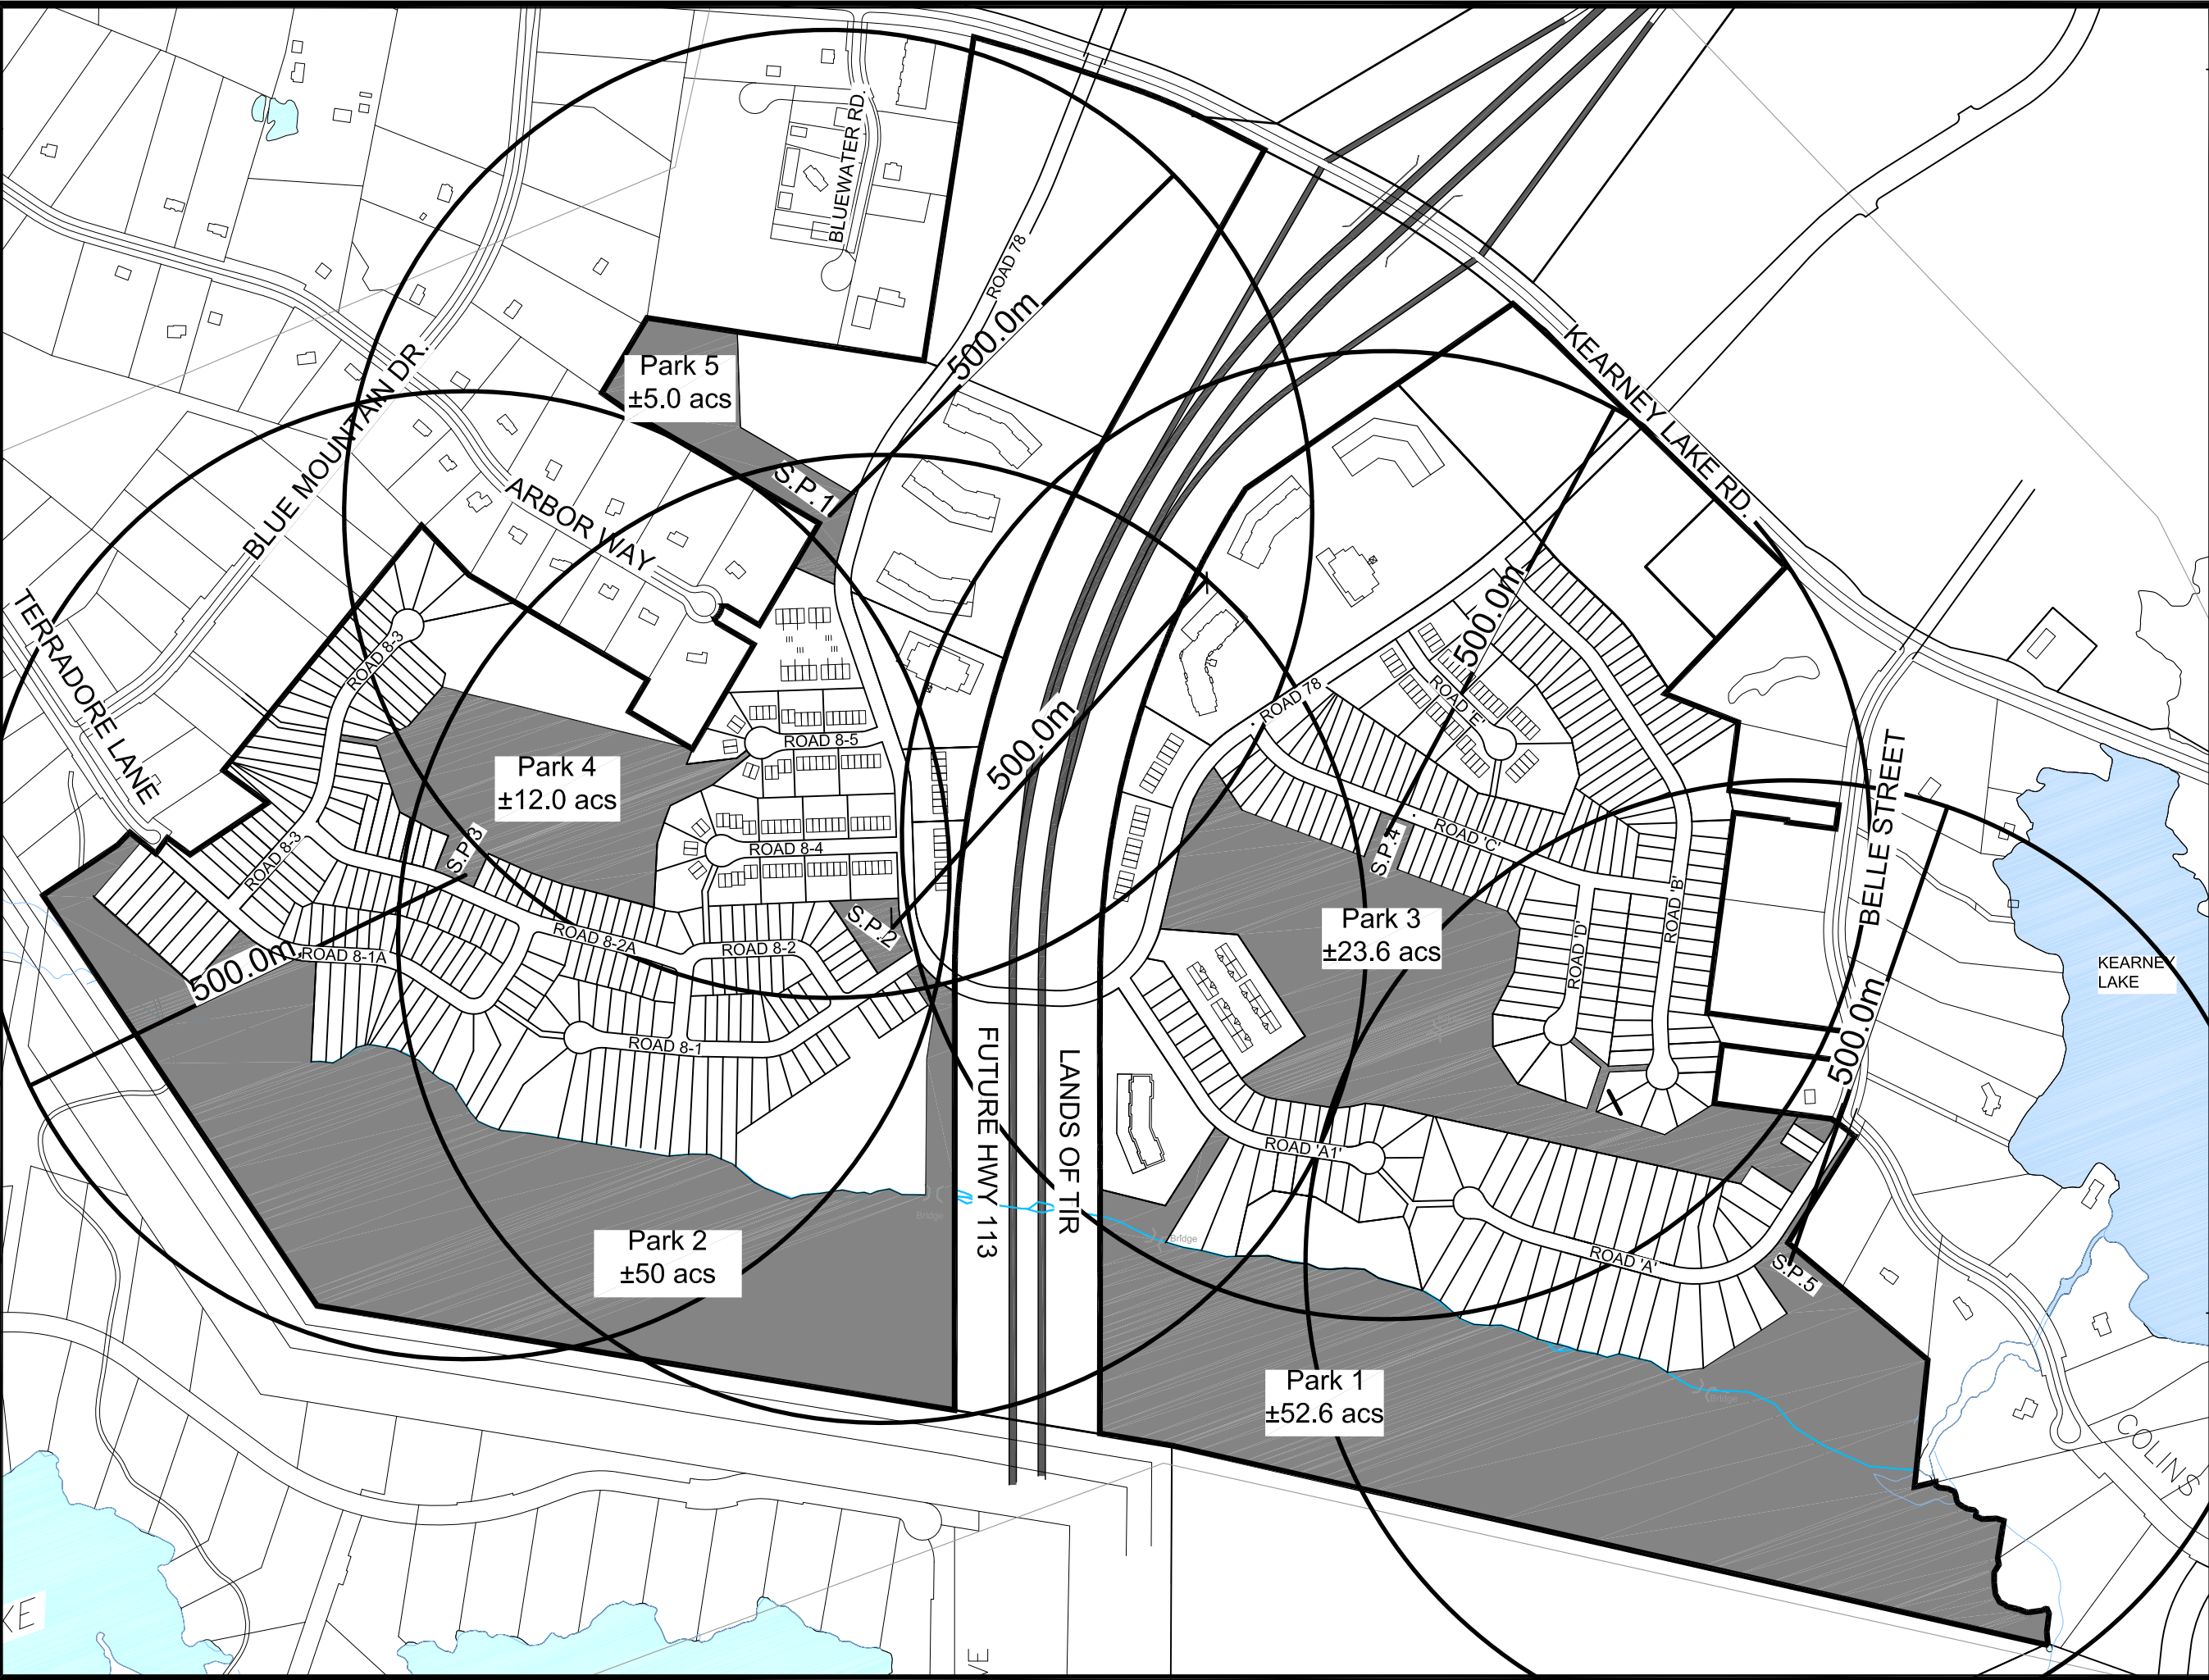 BLUEWATER RD.
ROAD 78
500.0m
KEARNEY LAKE RD.
Park 5
±5.0 acs
S.P. 1
BLUE MOUNTAIN DR.
ARBOR WAY
TERRADORE LANE
ROAD 8-3
500.0m
ROAD 78
ROAD 'E'
500.0m
ROAD 8-5
Park 4
±12.0 acs
S.P.3
ROAD 8-4
ROAD 8-3
S.P.4
ROAD 'C'
BELLE STREET
ROAD 'B'
ROAD 'D'
S.P.2
Park 3
±23.6 acs
ROAD 8-2A
ROAD 8-2
500.0m
ROAD 8-1A
KEARNEY
LAKE
500.0m
ROAD 8-1
FUTURE HWY 113
LANDS OF TIR
ROAD 'A1'
Bridge
Bridge
Park 2
±50 acs
ROAD 'A'
S.P.5
Park 1
±52.6 acs
Bridge
COLINS
KE
VE